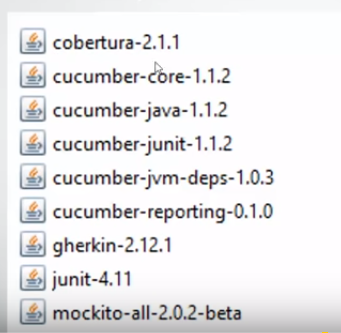 cobertura-2.1.1
cucumber-core-1.1.2
cucumber-java-1.1.2
cucumber-junit-1.1.2
cucumber-jvm-deps-1.0.3
cucumber-reporting-0.1.0
gherkin-2.12.1
junit-4.11
mockito-all-2.0.2-beta